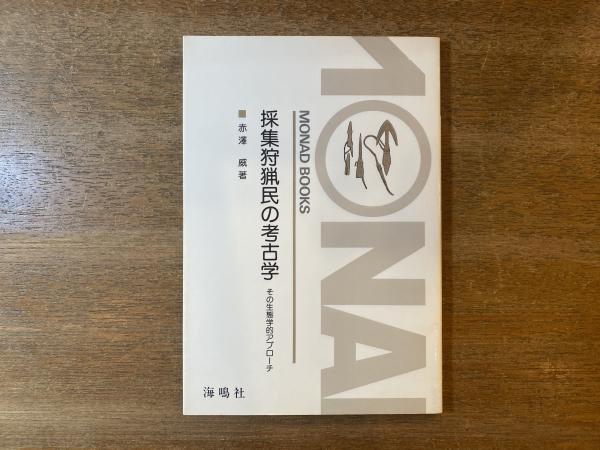 MONAD
MONAD BOOKS
採集狩猟民の考古学
その生態学的アプローチ
■赤澤 威著
海鳴社